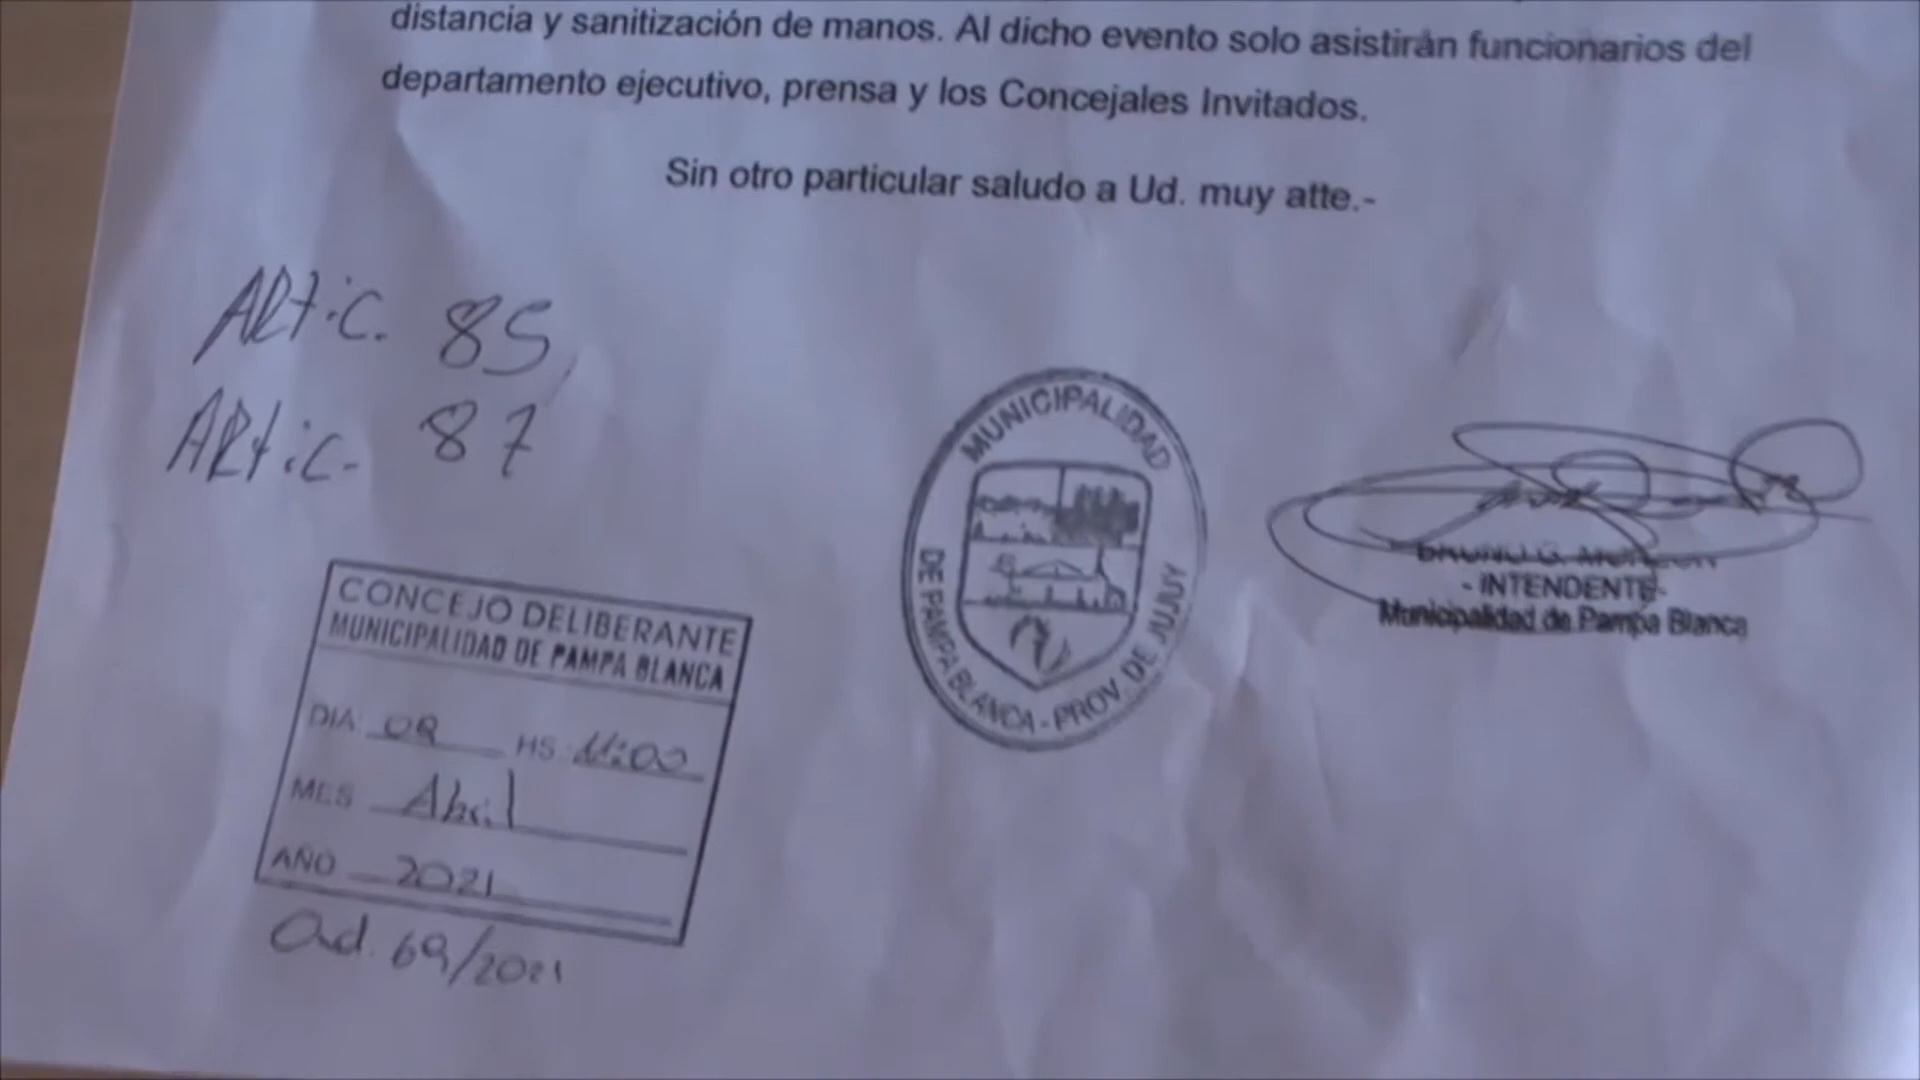 distancia y sanitización de manos. Al dicho evento solo asistirán funcionarios del
departamento ejecutivo, prensa y los Concejales Invitados.
Sin otro particular saludo a Ud. muy atte.-
Artic. 85,
Artic. 87
MUNICIPALIDAD
DE PAMPA BLANCA - PROV. DE JUJUY
BRUNO G.
- INTENDENTE-
Municipalidad de Pampa Blanca
CONCEJO DELIBERANTE
MUNICIPALIDAD DE PAMPA BLANCA
DIA HS 11:00
MES Abril
AÑO 2021
69/2021